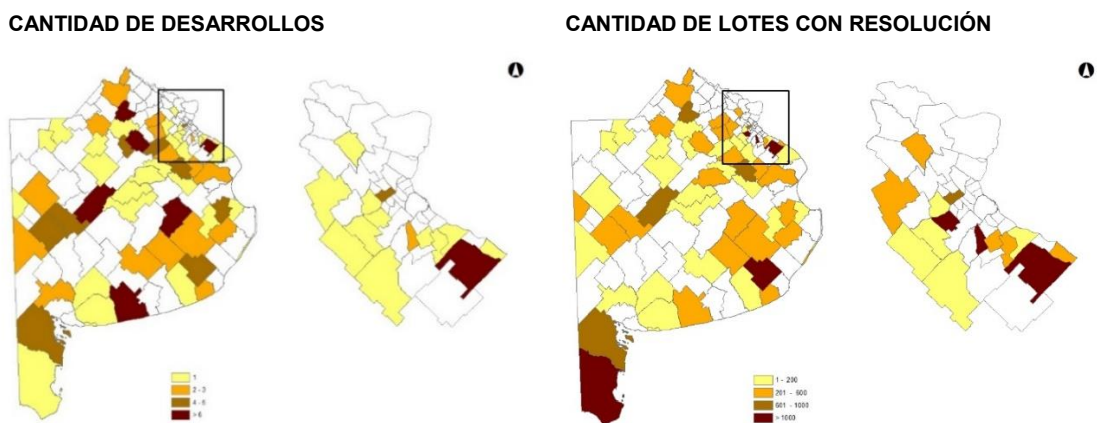 CANTIDAD DE DESARROLLOS
CANTIDAD DE LOTES CON RESOLUCIÓN
1
2 - 3
4 - 6
> 6
1 - 200
201 - 600
601 - 1000
> 1000